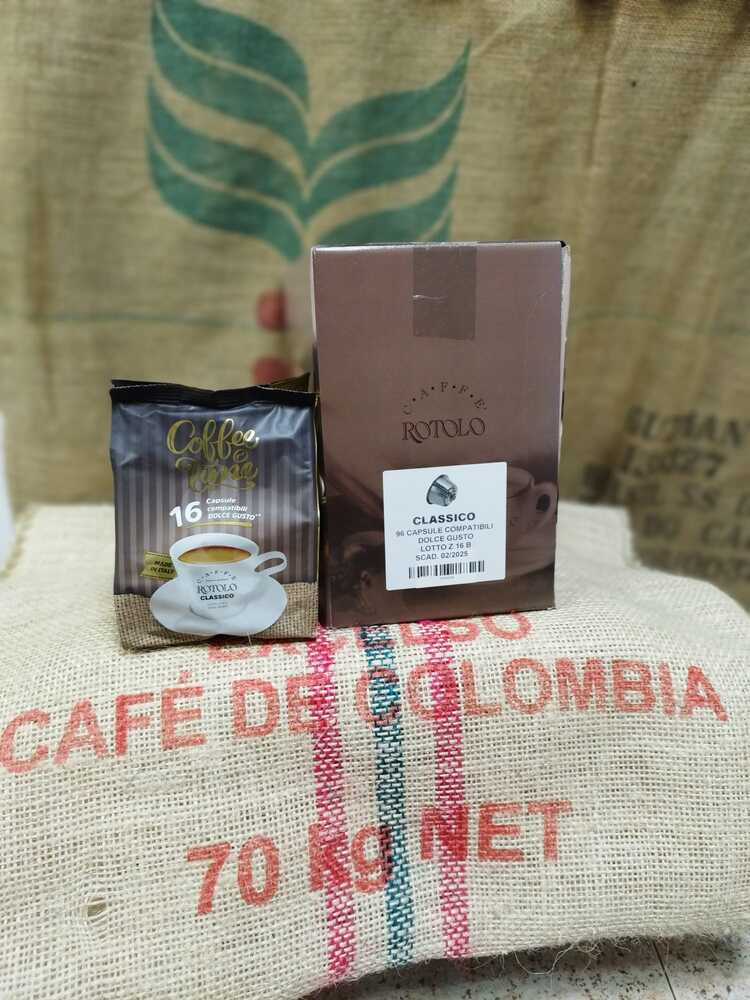 Coffee
Time
16 Capsule
compatibili
DOLCE GUSTO**
MADE
IN ITALY
CAFFÈ
ROTOLO
CLASSICO
CAFFE'
ROTOLO
CLASSICO
96 CAPSULE COMPATIBILI
DOLCE GUSTO
LOTTO Z 16 B
SCAD. 02/2025
CAFÉ DE COLOMBIA
70 kg NET